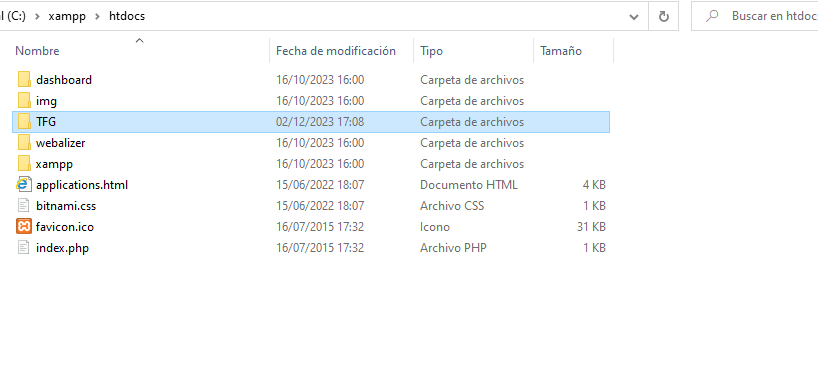 l (C:) > xampp > htdocs
Buscar en htdoc
Nombre Fecha de modificación Tipo Tamaño
dashboard 16/10/2023 16:00 Carpeta de archivos
img 16/10/2023 16:00 Carpeta de archivos
TFG 02/12/2023 17:08 Carpeta de archivos
webalizer 16/10/2023 16:00 Carpeta de archivos
xampp 16/10/2023 16:00 Carpeta de archivos
applications.html 15/06/2022 18:07 Documento HTML 4 KB
bitnami.css 15/06/2022 18:07 Archivo CSS 1 KB
favicon.ico 16/07/2015 17:32 Icono 31 KB
index.php 16/07/2015 17:32 Archivo PHP 1 KB